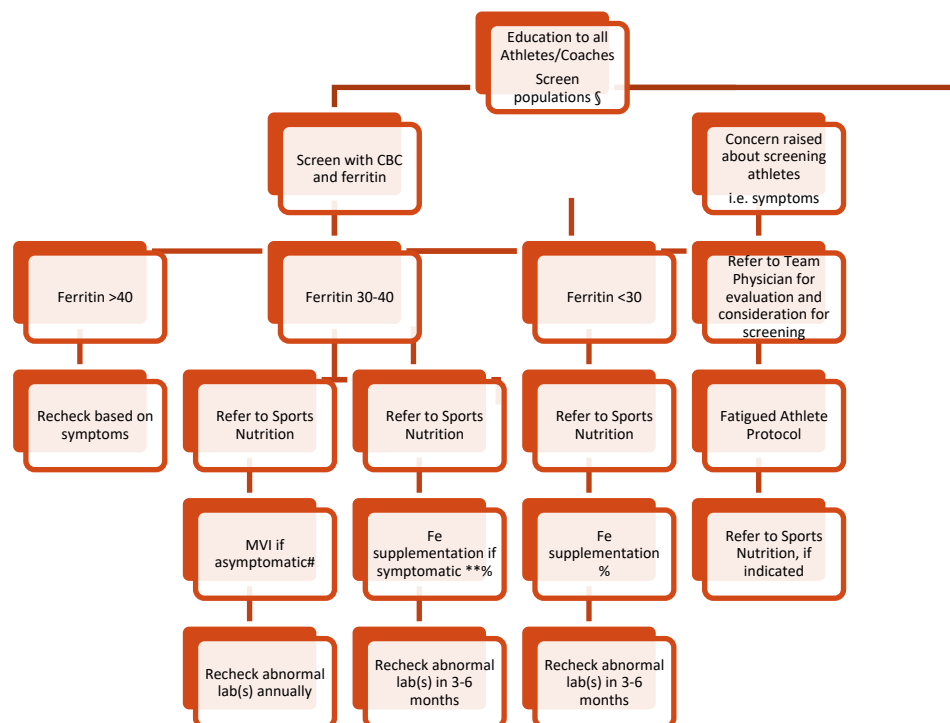 Education to all
Athletes/Coaches
Screen
populations §
Screen with CBC
and ferritin
Concern raised
about screening
athletes
i.e. symptoms
Ferritin >40
Ferritin 30-40
Ferritin <30
Refer to Team
Physician for
evaluation and
consideration for
screening
Recheck based on
symptoms
Refer to Sports
Nutrition
Refer to Sports
Nutrition
Refer to Sports
Nutrition
Fatigued Athlete
Protocol
MVI if
asymptomatic#
Fe
supplementation if
symptomatic **%
Fe
supplementation
%
Refer to Sports
Nutrition, if
indicated
Recheck abnormal
lab(s) annually
Recheck abnormal
lab(s) in 3-6
months
Recheck abnormal
lab(s) in 3-6
months